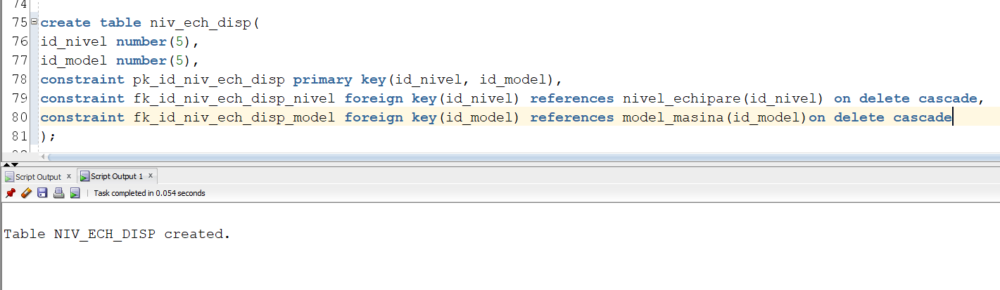 74
75 create table niv_ech_disp(
76 id_nivel number(5),
77 id_model number(5),
78 constraint pk_id_niv_ech_disp primary key(id_nivel, id_model),
79 constraint fk_id_niv_ech_disp_nivel foreign key(id_nivel) references nivel_echipare(id_nivel) on delete cascade,
80 constraint fk_id_niv_ech_disp_model foreign key(id_model) references model_masina(id_model)on delete cascade
81 );
82
Script Output x Script Output 1 x
Task completed in 0.054 seconds
Table NIV_ECH_DISP created.